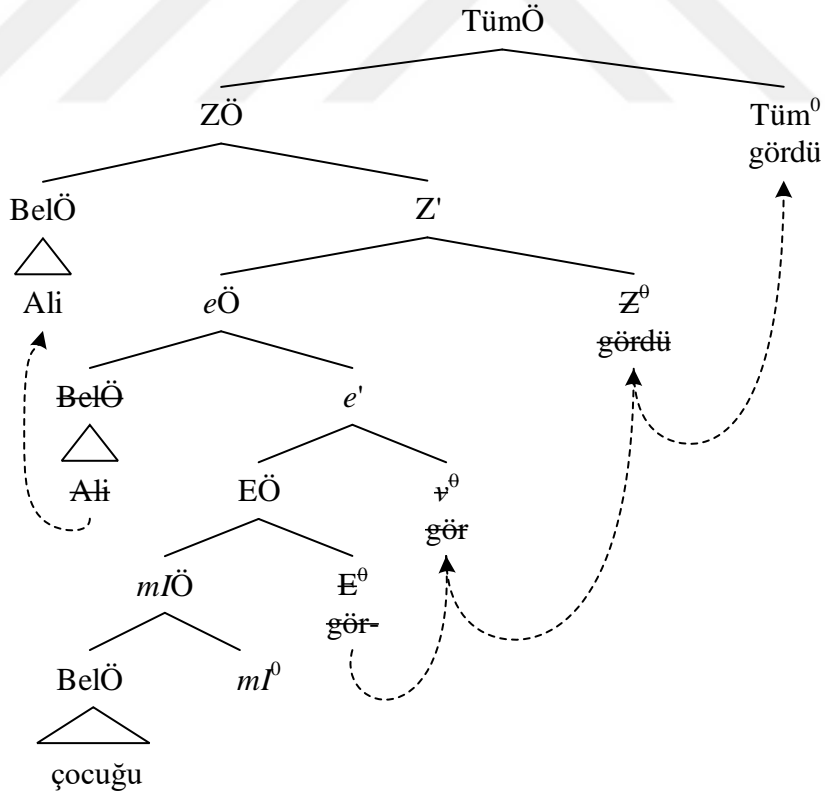 TümÖ
ZÖ Tüm⁰
gördü
BelÖ Z'
Ali eÖ Z⁰
gördü
BelÖ e'
Ali EÖ v⁰
gör
mIÖ E⁰
gör-
BelÖ mI⁰
çocuğu